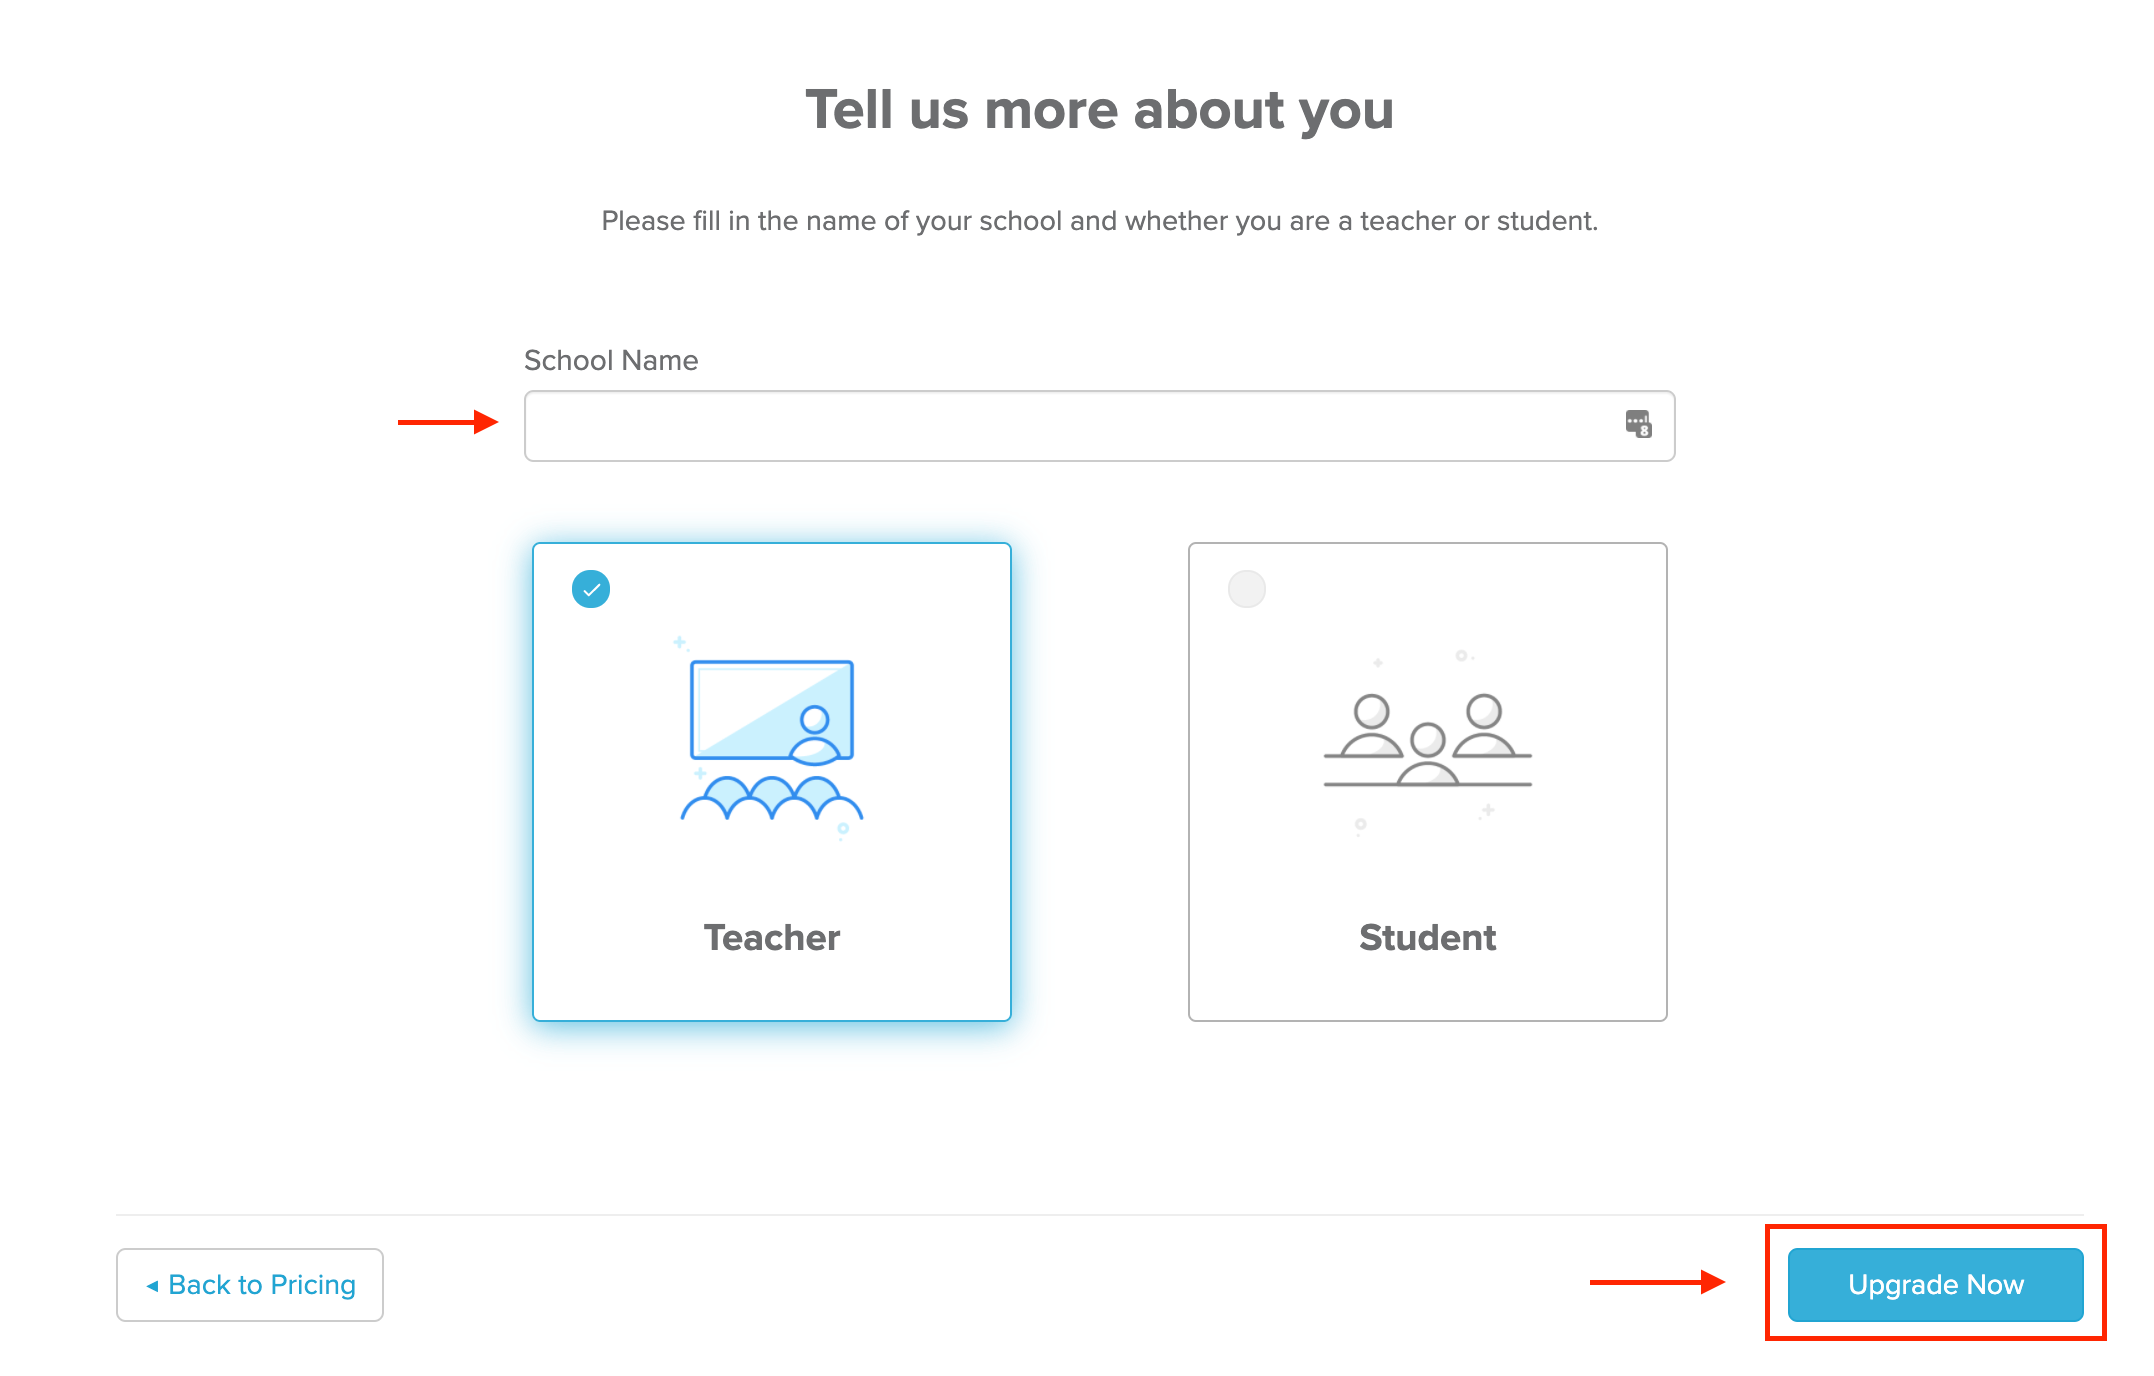 Tell us more about you
Please fill in the name of your school and whether you are a teacher or student.
School Name
8
Teacher
Student
◂ Back to Pricing
Upgrade Now